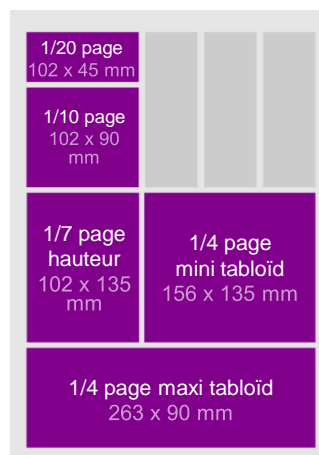 1/20 page
102 x 45 mm
1/10 page
102 x 90
mm
1/7 page
hauteur
102 x 135
mm
1/4 page
mini tabloïd
156 x 135 mm
1/4 page maxi tabloïd
263 x 90 mm